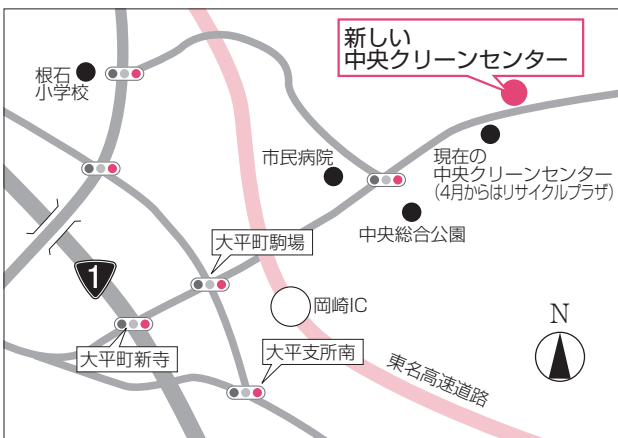 新しい
中央クリーンセンター
根石
小学校
市民病院
現在の
中央クリーンセンター
(4月からはリサイクルプラザ)
中央総合公園
大平町駒場
1
岡崎IC
N
大平町新寺
大平支所南
東名高速道路